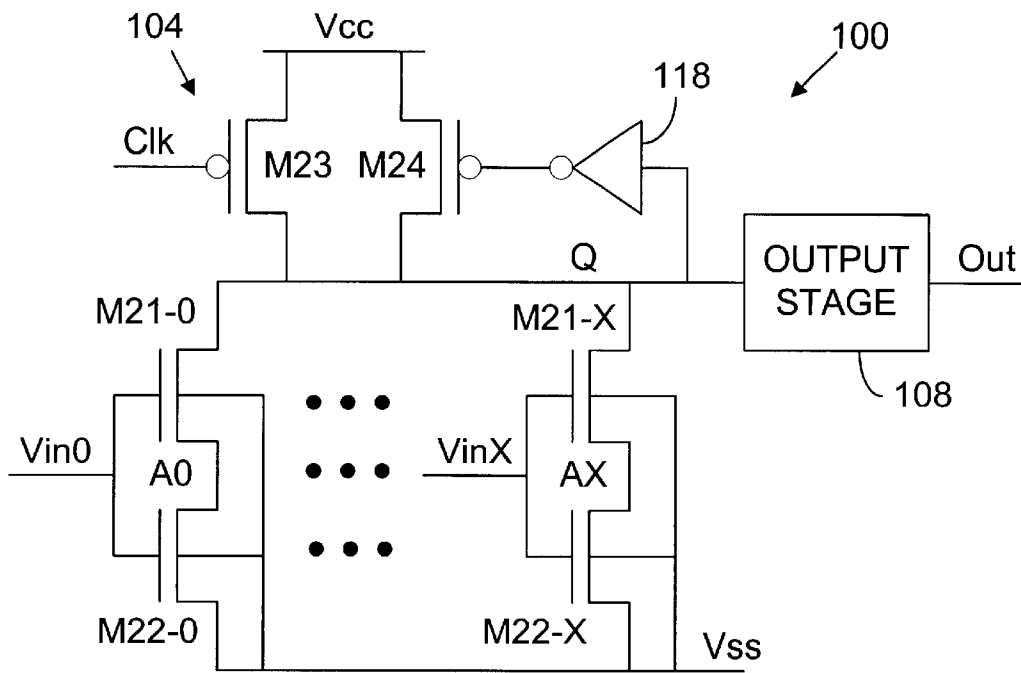 104
Vcc
100
118
Clk
M23
M24
Q
OUTPUT
STAGE
Out
M21-0
M21-X
108
Vin0
A0
VinX
AX
M22-0
M22-X
Vss